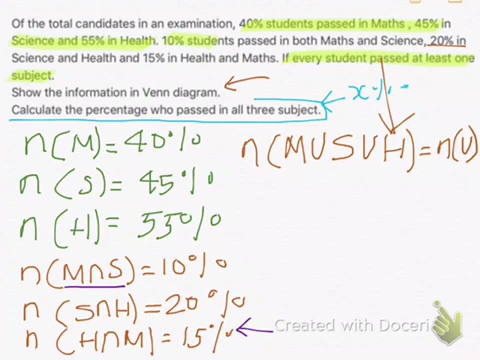 Of the total candidates in an examination, 40% students passed in Maths , 45% in
Science and 55% in Health. 10% students passed in both Maths and Science, 20% in
Science and Health and 15% in Health and Maths. If every student passed at least one
subject.
Show the information in Venn diagram.
Calculate the percentage who passed in all three subject.
x%
n(M)=40%
n(MUSUH)=n(U)
n(S)=45%
n(H)=55%
n(M∩S)=10%
n(S∩H)=20%
n(H∩M)=15%
Created with Doceri